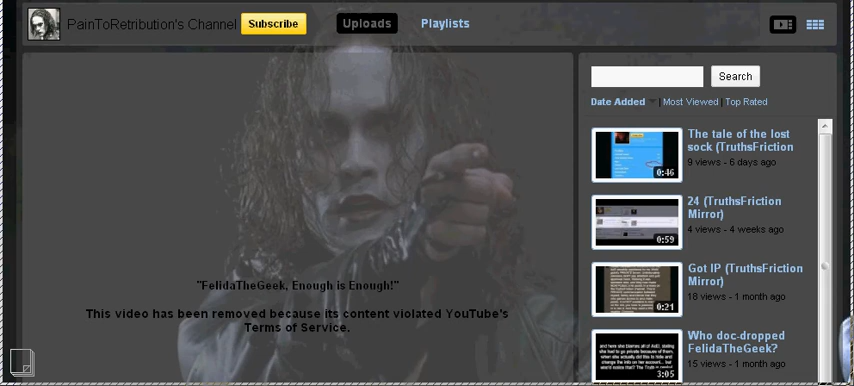 PainToRetribution's Channel Subscribe Uploads Playlists
Search
Date Added | Most Viewed | Top Rated
The tale of the lost
sock (TruthsFriction
9 views - 6 days ago
0:46
24 (TruthsFriction
Mirror)
4 views - 4 weeks ago
0:59
Got IP (TruthsFriction
Mirror)
18 views - 1 month ago
0:21
Who doc-dropped
FelidaTheGeek?
15 views - 1 month ago
3:05
"FelidaTheGeek, Enough is Enough!"
This video has been removed because its content violated YouTube's
Terms of Service.